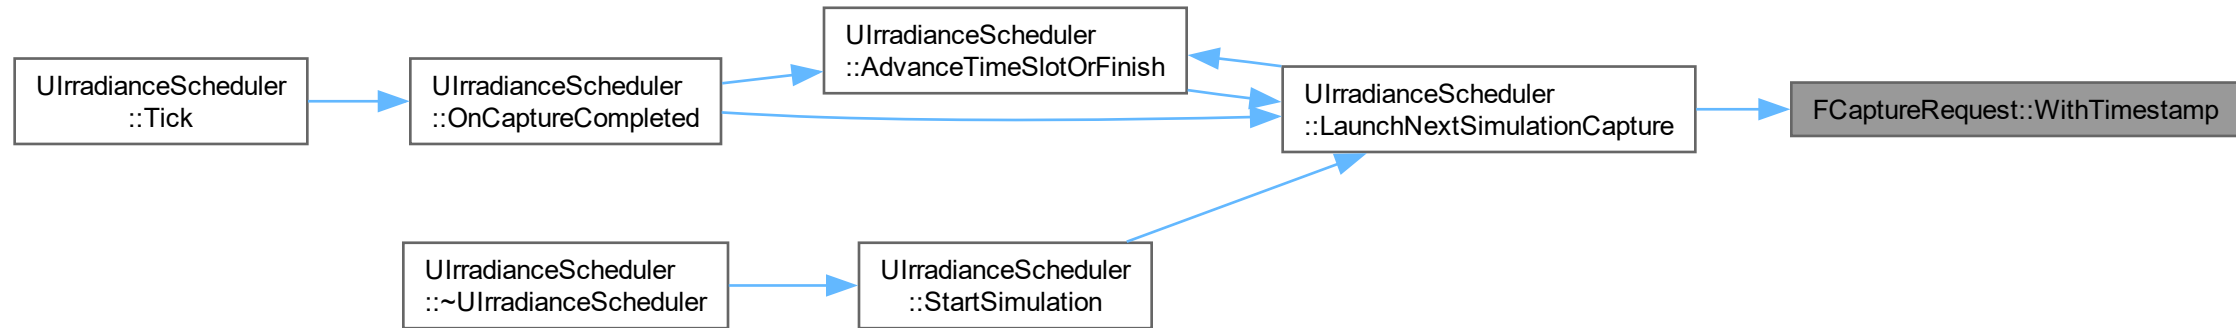 UIrradianceScheduler
::AdvanceTimeSlotOrFinish
UIrradianceScheduler
::Tick
UIrradianceScheduler
::OnCaptureCompleted
UIrradianceScheduler
::LaunchNextSimulationCapture
FCaptureRequest::WithTimestamp
UIrradianceScheduler
::~UIrradianceScheduler
UIrradianceScheduler
::StartSimulation